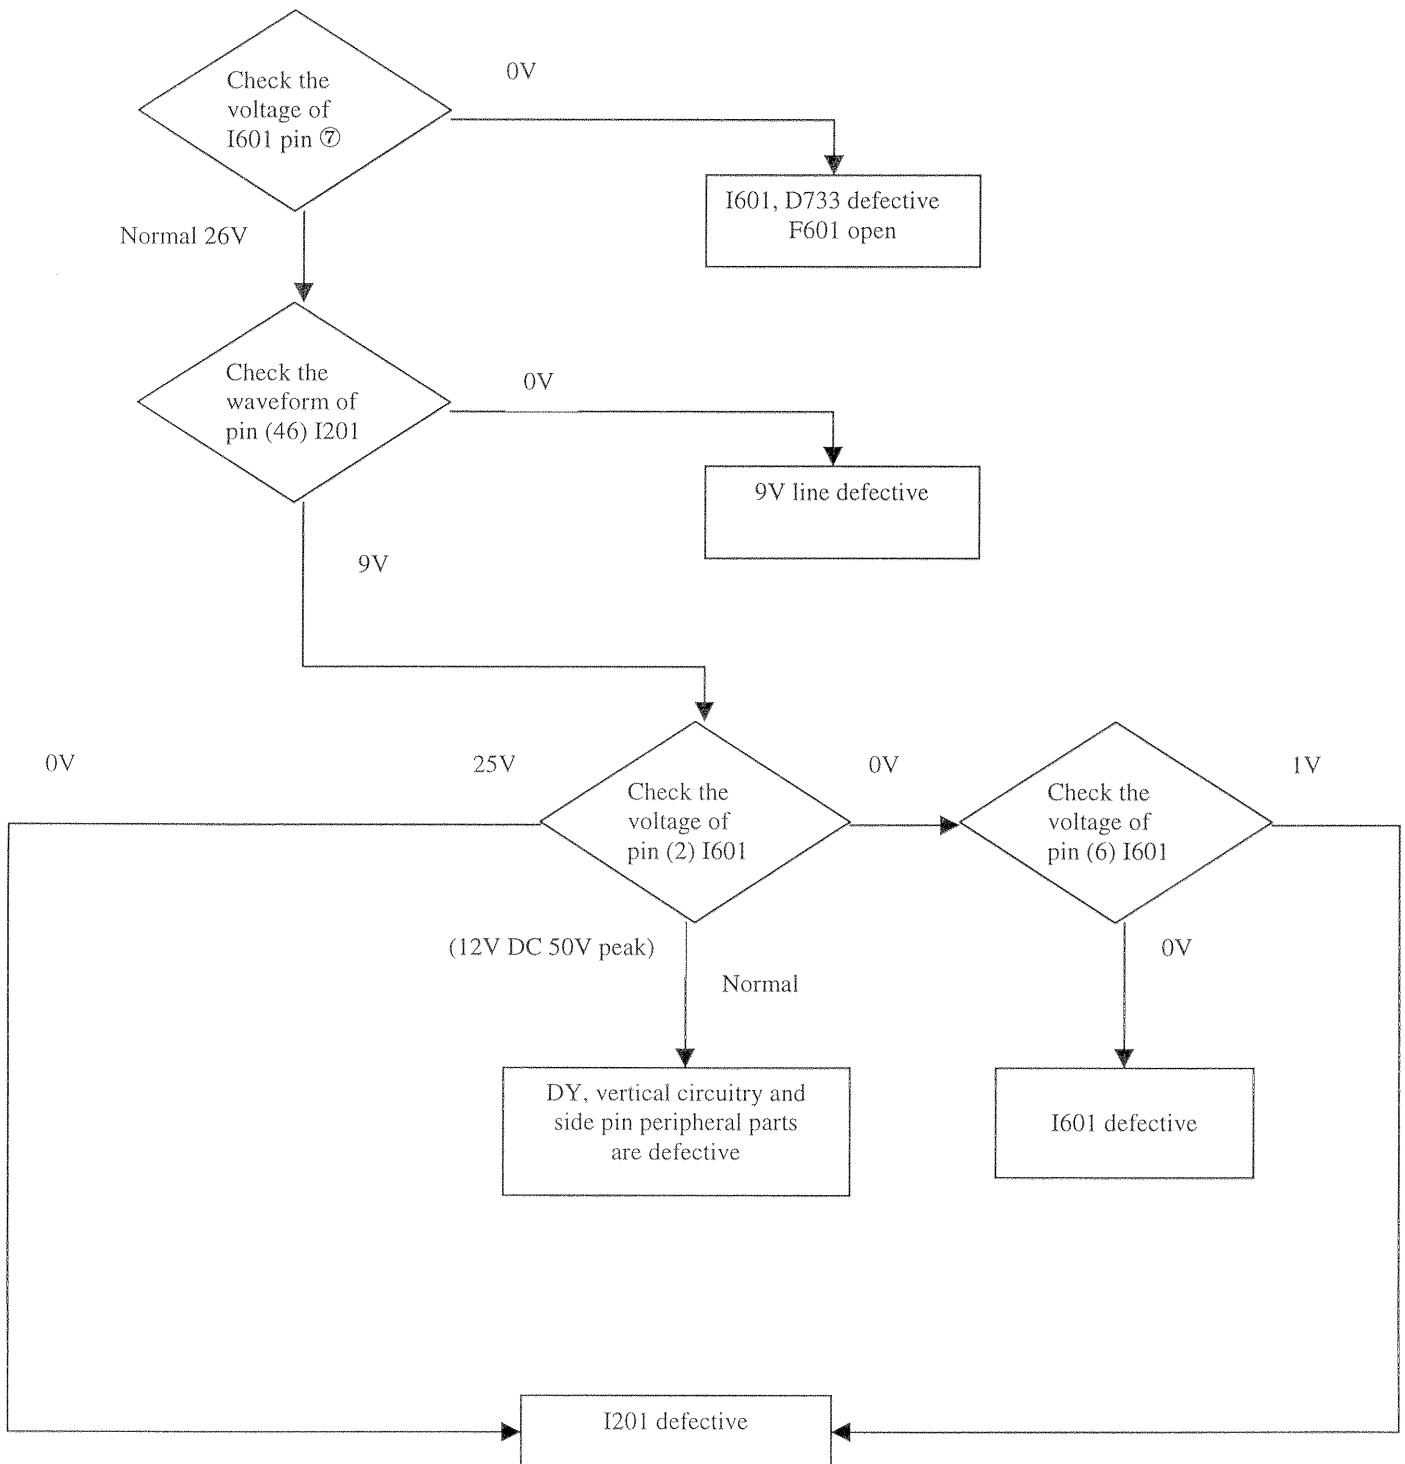 Check the
voltage of
I601 pin ⑦
0V
I601, D733 defective
F601 open
Normal 26V
Check the
waveform of
pin (46) I201
0V
9V line defective
9V
0V
25V
Check the
voltage of
pin (2) I601
0V
Check the
voltage of
pin (6) I601
1V
(12V DC 50V peak)
Normal
0V
DY, vertical circuitry and
side pin peripheral parts
are defective
I601 defective
I201 defective